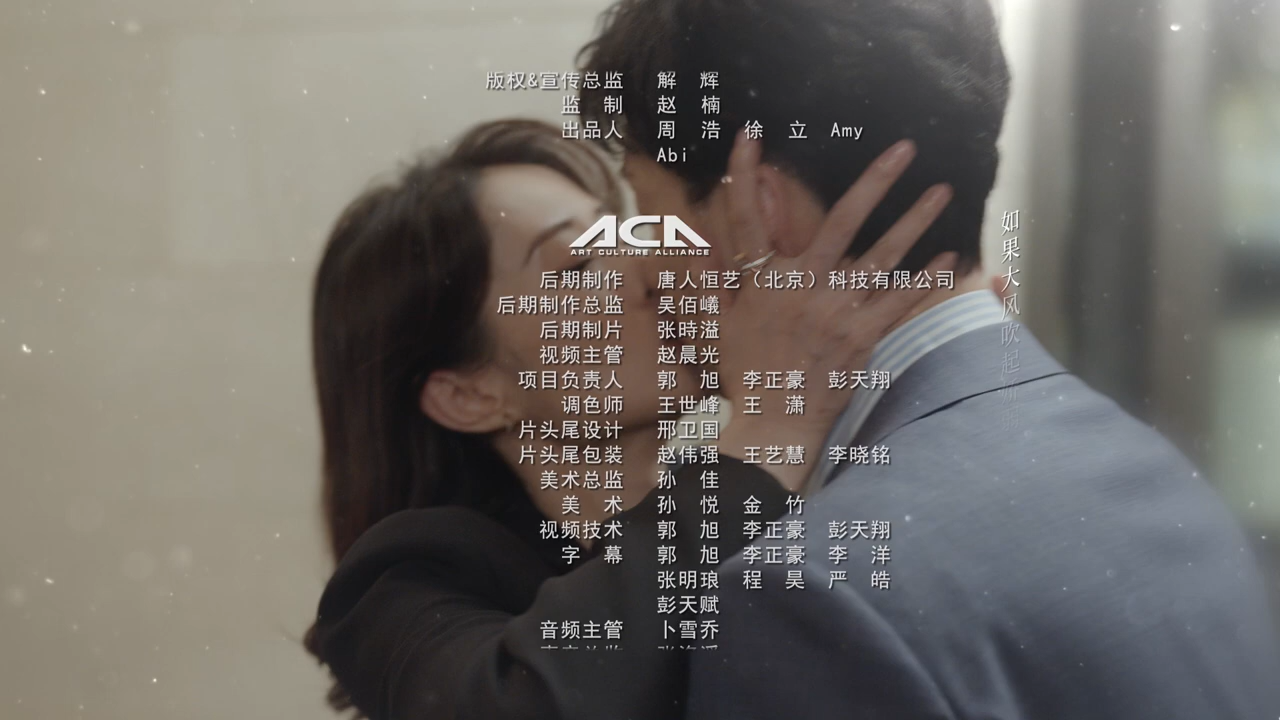 版权&宣传总监 解 辉
监 制 赵 楠
出品人 周 浩 徐 立 Amy
Abi
ACA
ART CULTURE ALLIANCE
后期制作 唐人恒艺（北京）科技有限公司
后期制作总监 吴佰嶬
后期制片 张時溢
视频主管 赵晨光
项目负责人 郭 旭 李正豪 彭天翔
调色师 王世峰 王 潇
片头尾设计 邢卫国
片头尾包装 赵伟强 王艺慧 李晓铭
美术总监 孙 佳
美 术 孙 悦 金 竹
视频技术 郭 旭 李正豪 彭天翔
字 幕 郭 旭 李正豪 李 洋
张明琅 程 昊 严 皓
彭天赋
音频主管 卜雪乔
如果大风吹起